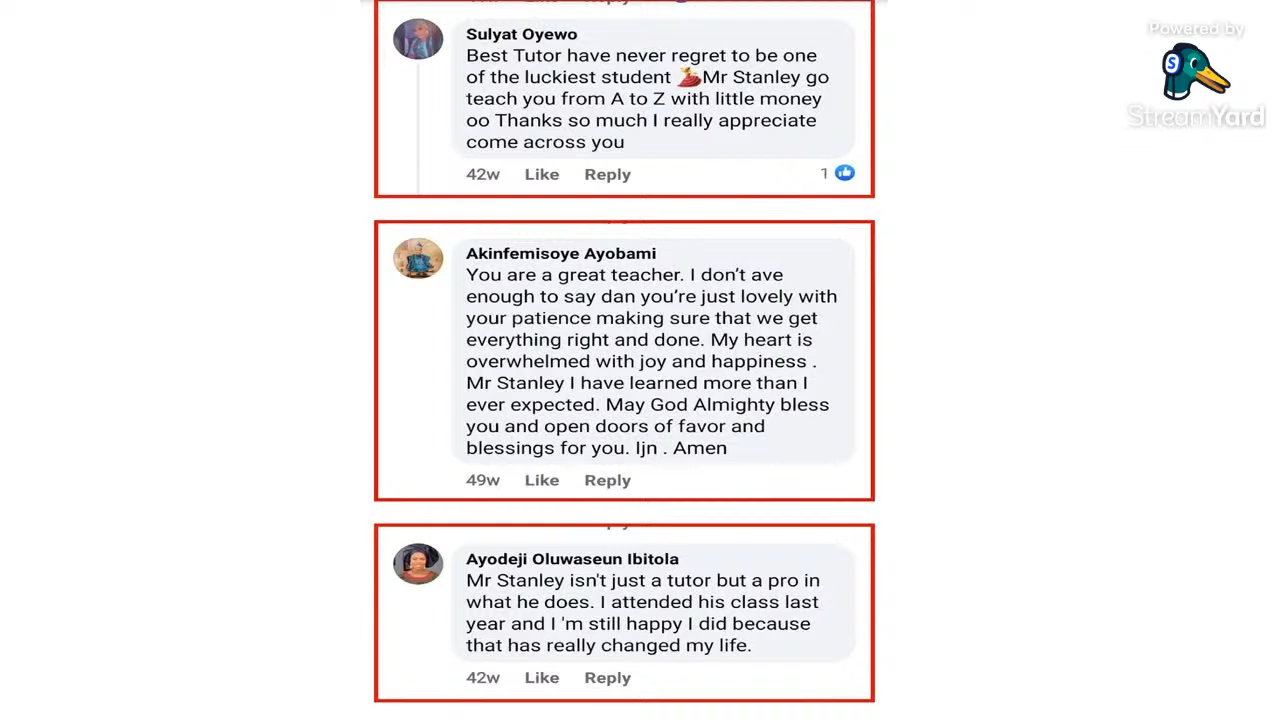 Powered by
StreamYard
Sulyat Oyewo
Best Tutor have never regret to be one
of the luckiest student 💃Mr Stanley go
teach you from A to Z with little money
oo Thanks so much I really appreciate
come across you
42w Like Reply 1
Akinfemisoye Ayobami
You are a great teacher. I don’t ave
enough to say dan you’re just lovely with
your patience making sure that we get
everything right and done. My heart is
overwhelmed with joy and happiness .
Mr Stanley I have learned more than I
ever expected. May God Almighty bless
you and open doors of favor and
blessings for you. Ijn . Amen
49w Like Reply
Ayodeji Oluwaseun Ibitola
Mr Stanley isn't just a tutor but a pro in
what he does. I attended his class last
year and I 'm still happy I did because
that has really changed my life.
42w Like Reply